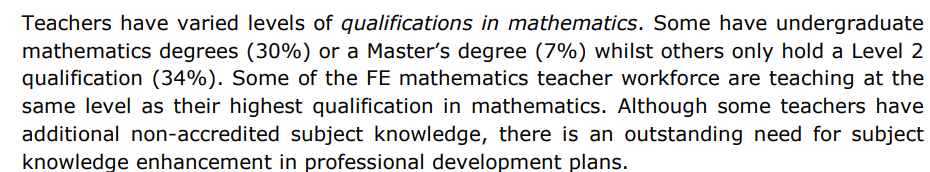 Teachers have varied levels of qualifications in mathematics. Some have undergraduate
mathematics degrees (30%) or a Master’s degree (7%) whilst others only hold a Level 2
qualification (34%). Some of the FE mathematics teacher workforce are teaching at the
same level as their highest qualification in mathematics. Although some teachers have
additional non-accredited subject knowledge, there is an outstanding need for subject
knowledge enhancement in professional development plans.